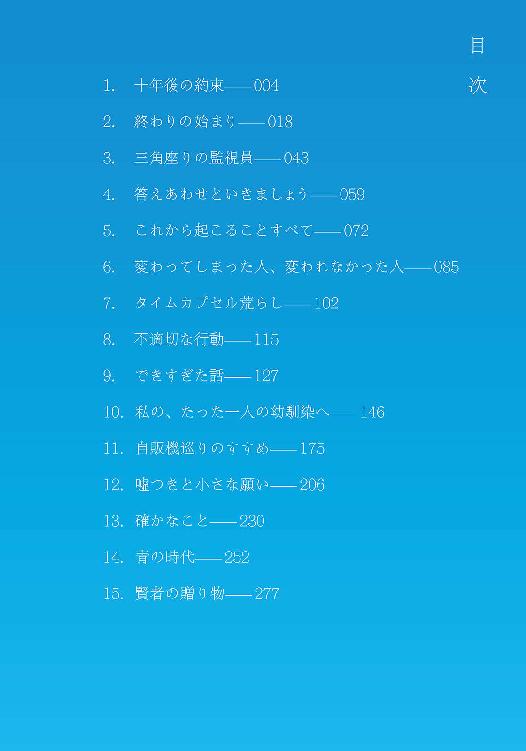 目次
1. 十年後の約束――004
2. 終わりの始まり――018
3. 三角座りの監視員――043
4. 答えあわせといきましょう――059
5. これから起こることすべて――072
6. 変わってしまった人、変われなかった人――085
7. タイムカプセル荒らし――102
8. 不適切な行動――115
9. できすぎた話――127
10. 私の、たった一人の幼馴染へ――146
11. 自販機巡りのすすめ――175
12. 嘘つきと小さな願い――206
13. 確かなこと――230
14. 青の時代――252
15. 賢者の贈り物――277